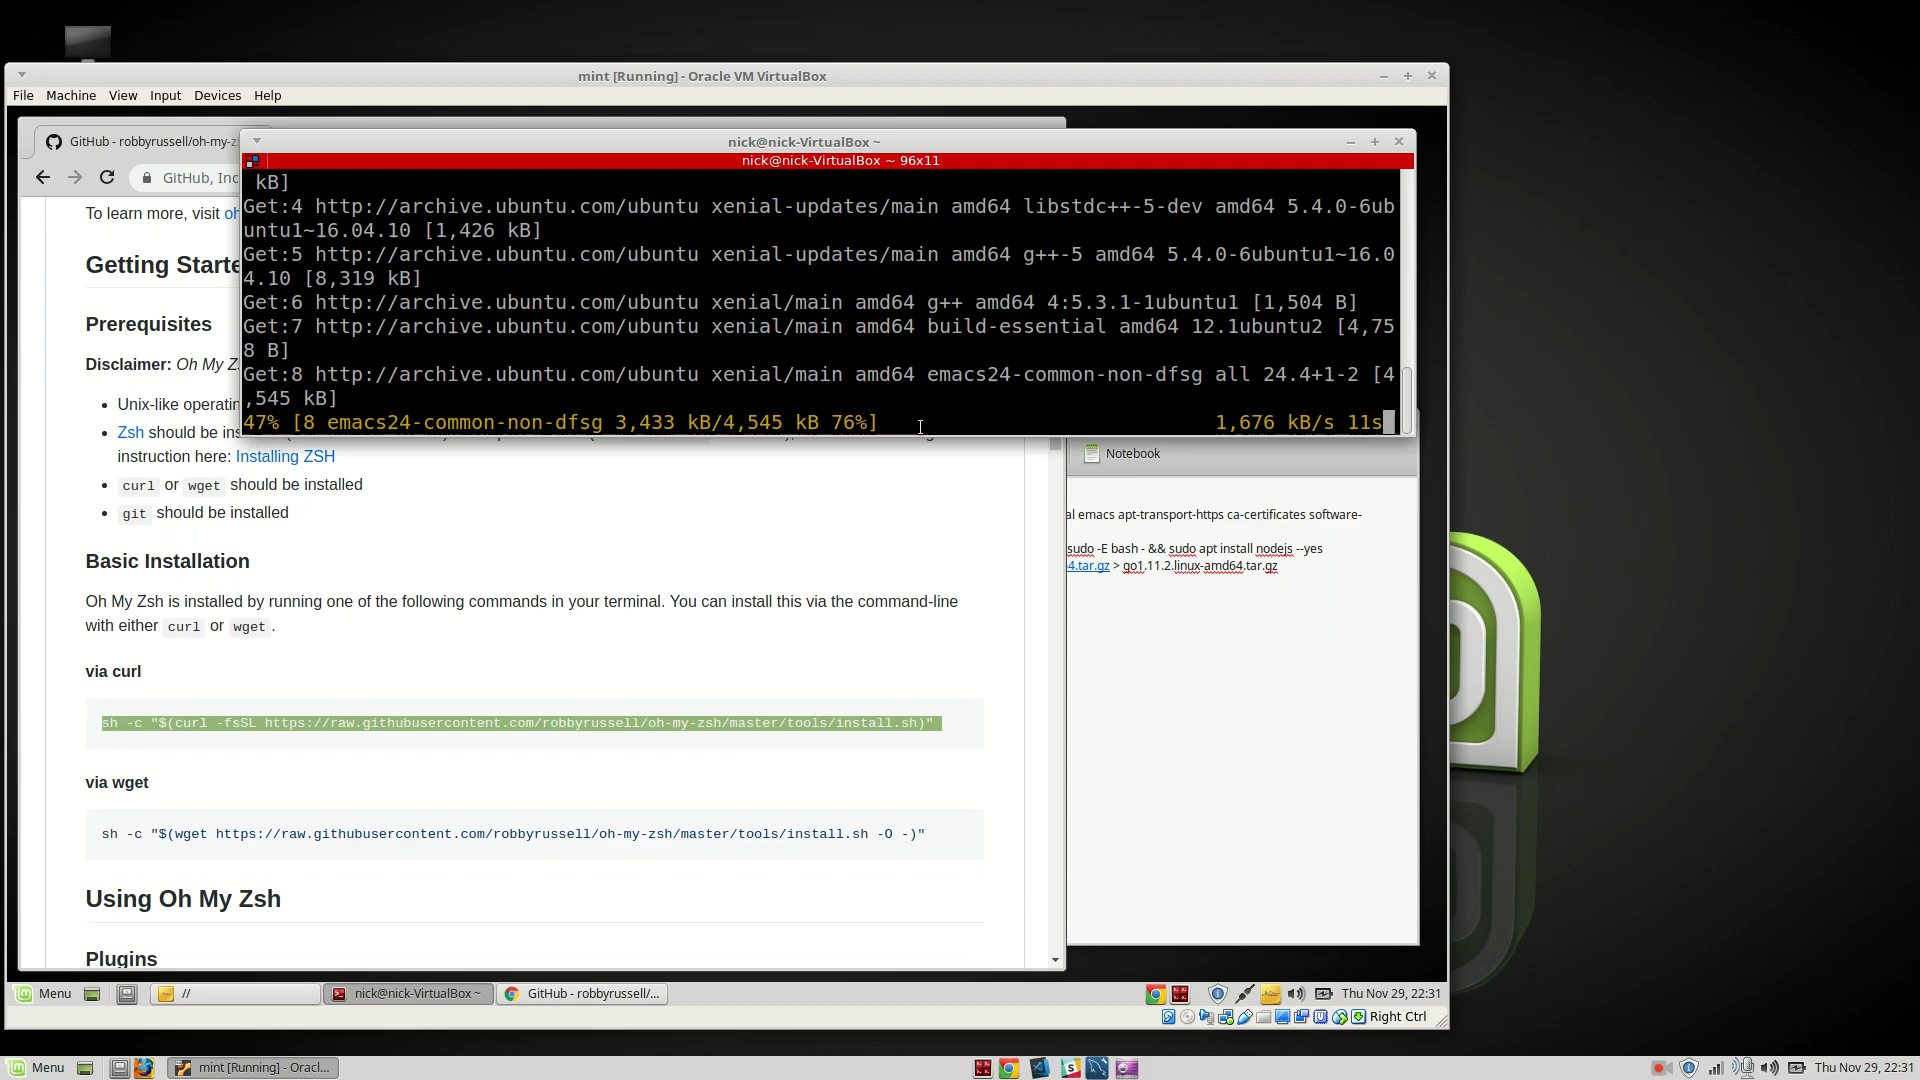 mint [Running] - Oracle VM VirtualBox
File Machine View Input Devices Help
GitHub - robbyrussell/oh-my-z
nick@nick-VirtualBox ~
nick@nick-VirtualBox ~ 96x11
GitHub, Inc
kB]
Get:4 http://archive.ubuntu.com/ubuntu xenial-updates/main amd64 libstdc++-5-dev amd64 5.4.0-6ub
untu1~16.04.10 [1,426 kB]
Get:5 http://archive.ubuntu.com/ubuntu xenial-updates/main amd64 g++-5 amd64 5.4.0-6ubuntu1~16.0
4.10 [8,319 kB]
Get:6 http://archive.ubuntu.com/ubuntu xenial/main amd64 g++ amd64 4:5.3.1-1ubuntu1 [1,504 B]
Get:7 http://archive.ubuntu.com/ubuntu xenial/main amd64 build-essential amd64 12.1ubuntu2 [4,75
8 B]
Get:8 http://archive.ubuntu.com/ubuntu xenial/main amd64 emacs24-common-non-dfsg all 24.4+1-2 [4
,545 kB]
47% [8 emacs24-common-non-dfsg 3,433 kB/4,545 kB 76%] 1,676 kB/s 11s
To learn more, visit oh
Getting Starte
Prerequisites
Disclaimer: Oh My Z
Unix-like operatin
Zsh should be ins
instruction here: Installing ZSH
curl or wget should be installed
git should be installed
Basic Installation
Oh My Zsh is installed by running one of the following commands in your terminal. You can install this via the command-line
with either curl or wget.
via curl
sh -c "$(curl -fsSL https://raw.githubusercontent.com/robbyrussell/oh-my-zsh/master/tools/install.sh)"
via wget
sh -c "$(wget https://raw.githubusercontent.com/robbyrussell/oh-my-zsh/master/tools/install.sh -O -)"
Using Oh My Zsh
Plugins
Notebook
al emacs apt-transport-https ca-certificates software-
sudo -E bash - && sudo apt install nodejs --yes
4.tar.gz > go1.11.2.linux-amd64.tar.gz
Menu // nick@nick-VirtualBox ~ GitHub - robbyrussell/... Thu Nov 29, 22:31
Right Ctrl
Menu mint [Running] - Oracl... Thu Nov 29, 22:31